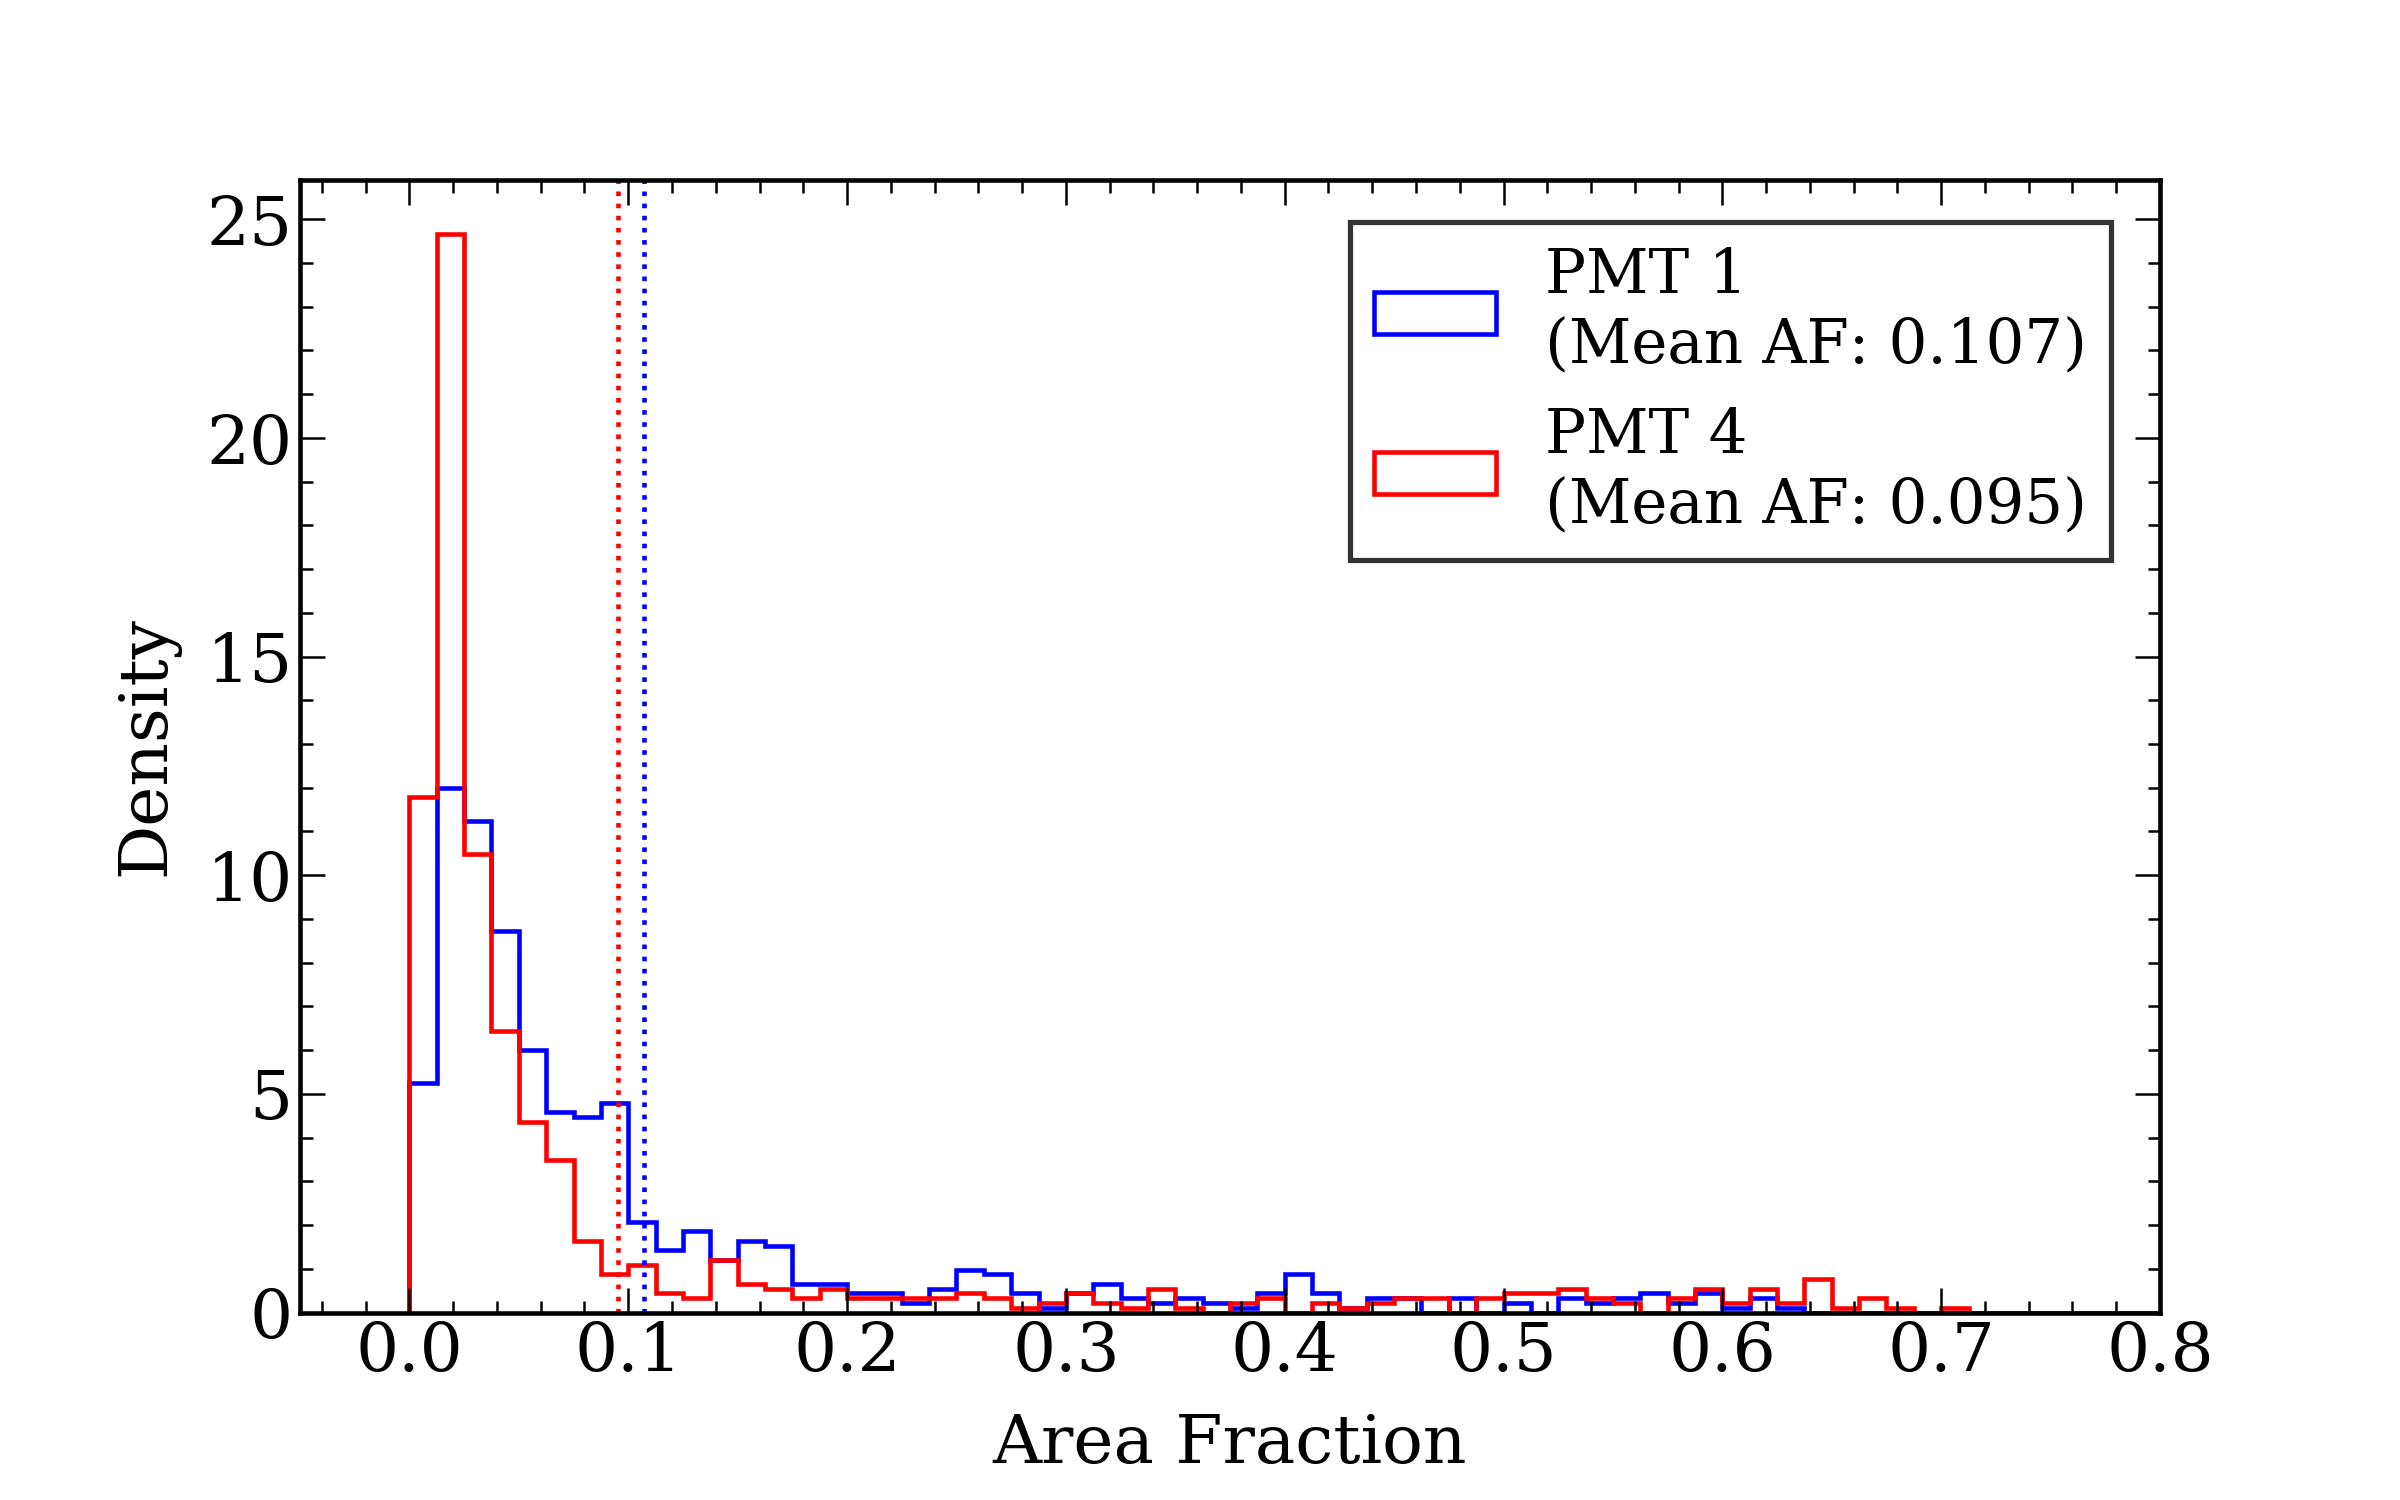 25
20
15
10
5
0
Density
0.0 0.1 0.2 0.3 0.4 0.5 0.6 0.7 0.8
Area Fraction
PMT 1
(Mean AF: 0.107)
PMT 4
(Mean AF: 0.095)